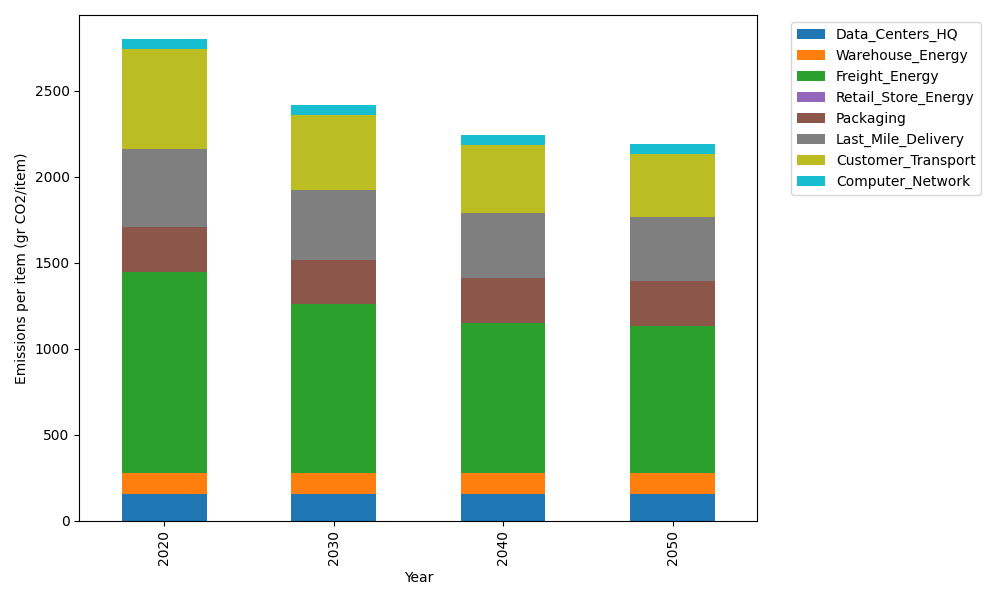 Emissions per item (gr CO2/item)
2500
2000
1500
1000
500
0
2020
2030
2040
2050
Year
Data_Centers_HQ
Warehouse_Energy
Freight_Energy
Retail_Store_Energy
Packaging
Last_Mile_Delivery
Customer_Transport
Computer_Network